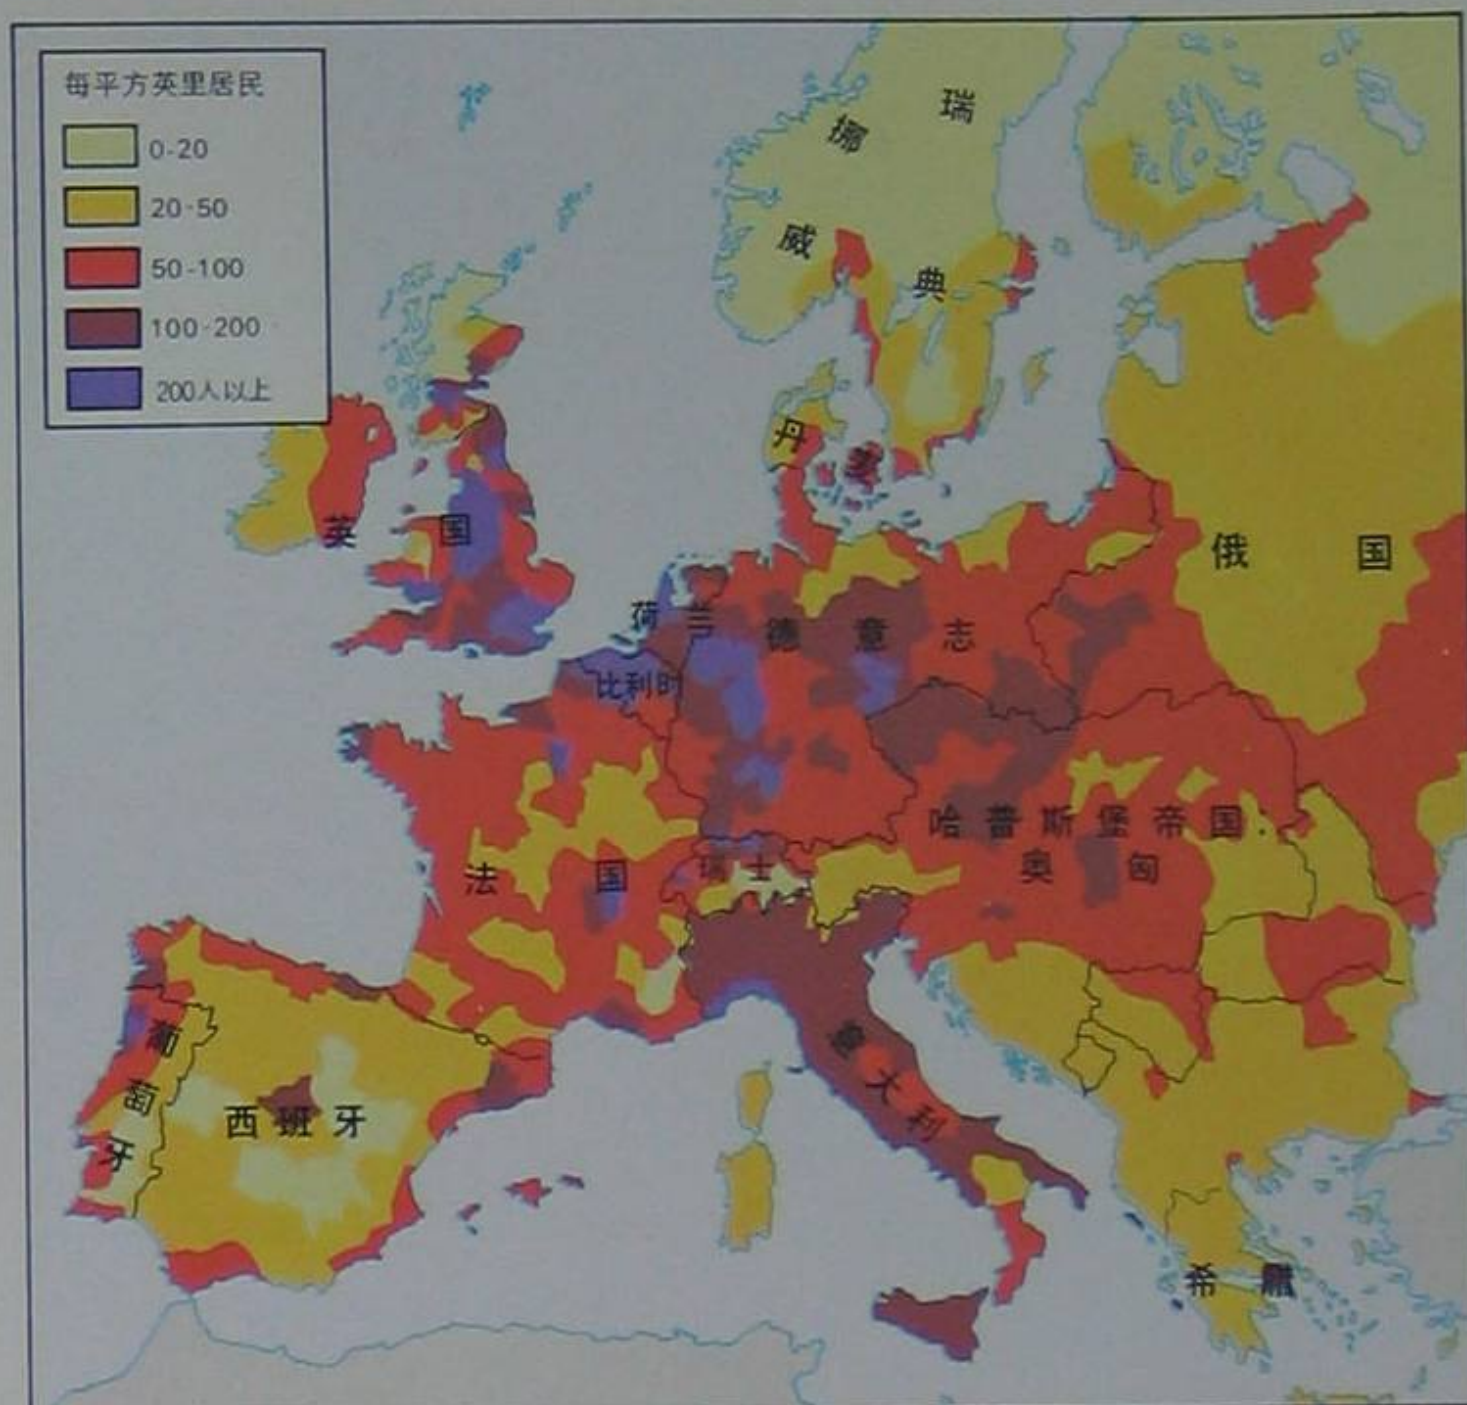 每平方英里居民
0-20
20-50
50-100
100-200
200人以上
瑞典
挪威
丹麦
英国
荷兰
德意志
俄国
比利时
哈普斯堡帝国
奥匈
法国
瑞士
葡萄牙
西班牙
意大利
希腊